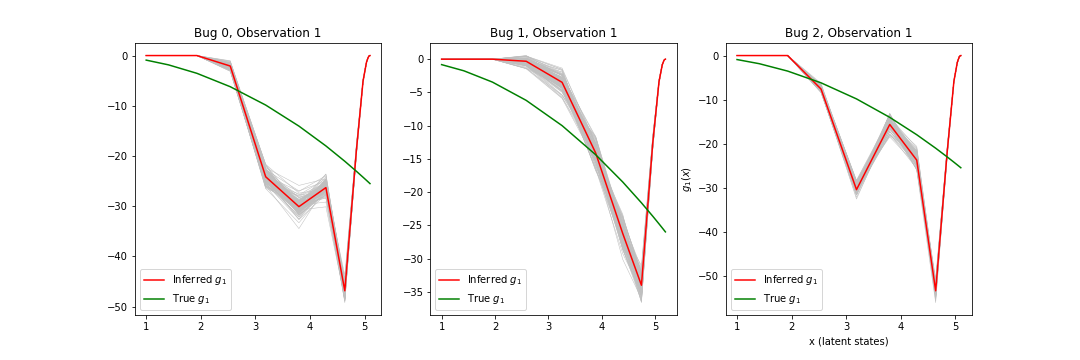 Bug 0, Observation 1
0
−10
−20
−30
−40
−50
1 2 3 4 5
Inferred g₁
True g₁
Bug 1, Observation 1
0
−5
−10
−15
−20
−25
−30
−35
1 2 3 4 5
Inferred g₁
True g₁
Bug 2, Observation 1
g₁(x)
0
−10
−20
−30
−40
−50
1 2 3 4 5
x (latent states)
Inferred g₁
True g₁